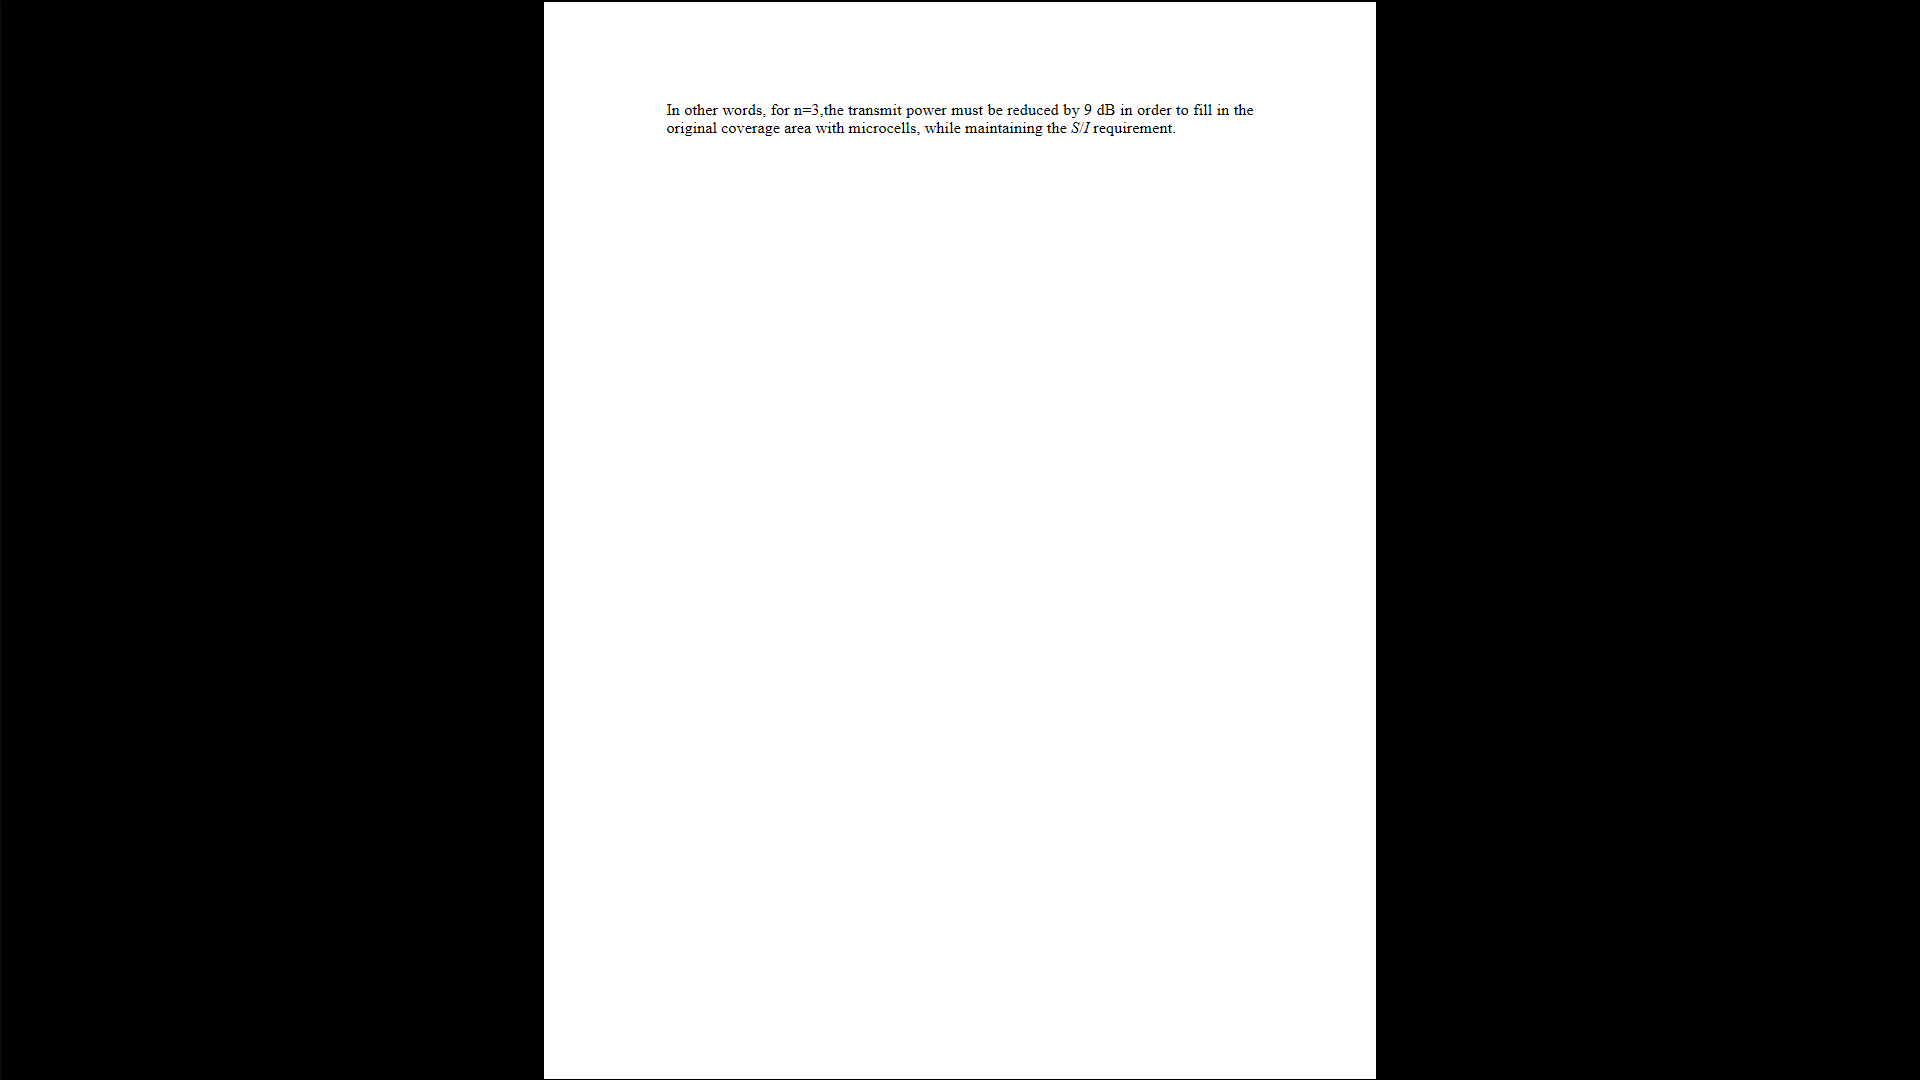 In other words, for n=3,the transmit power must be reduced by 9 dB in order to fill in the
original coverage area with microcells, while maintaining the S/I requirement.